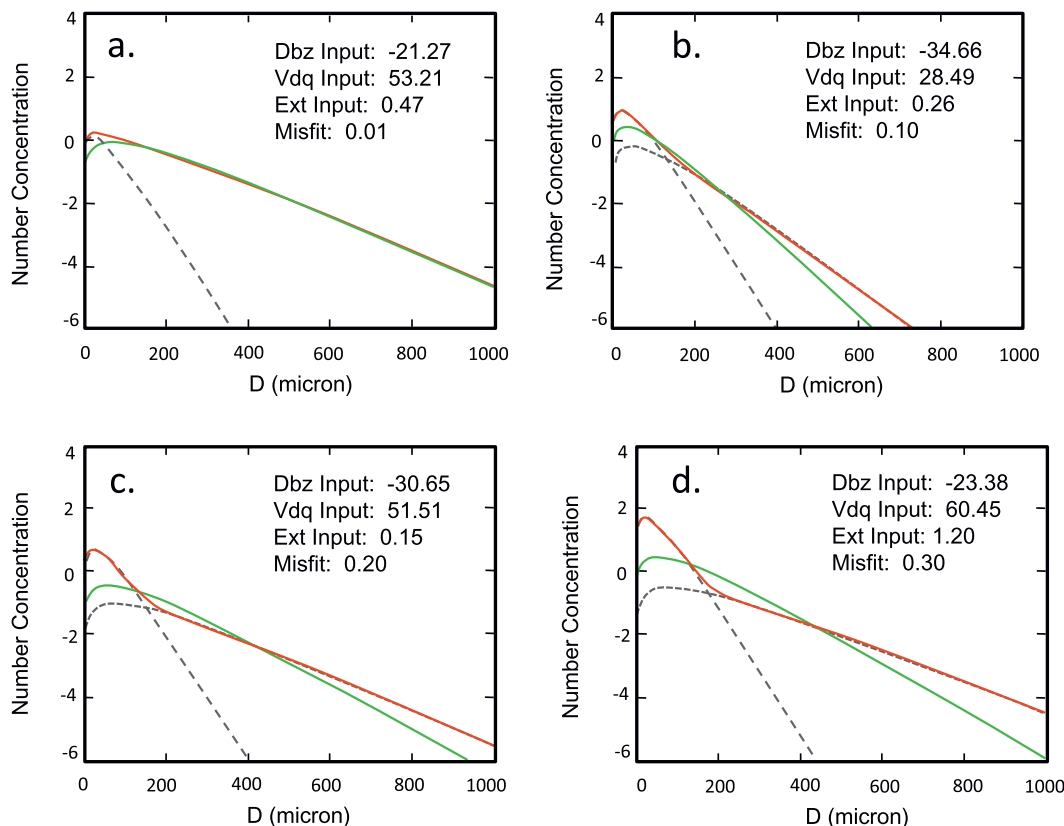 a.
Dbz Input: -21.27
Vdq Input: 53.21
Ext Input: 0.47
Misfit: 0.01
Number Concentration
4
2
0
-2
-4
-6
0 200 400 600 800 1000
D (micron)
b.
Dbz Input: -34.66
Vdq Input: 28.49
Ext Input: 0.26
Misfit: 0.10
Number Concentration
4
2
0
-2
-4
-6
0 200 400 600 800 1000
D (micron)
c.
Dbz Input: -30.65
Vdq Input: 51.51
Ext Input: 0.15
Misfit: 0.20
Number Concentration
4
2
0
-2
-4
-6
0 200 400 600 800 1000
D (micron)
d.
Dbz Input: -23.38
Vdq Input: 60.45
Ext Input: 1.20
Misfit: 0.30
Number Concentration
4
2
0
-2
-4
-6
0 200 400 600 800 1000
D (micron)